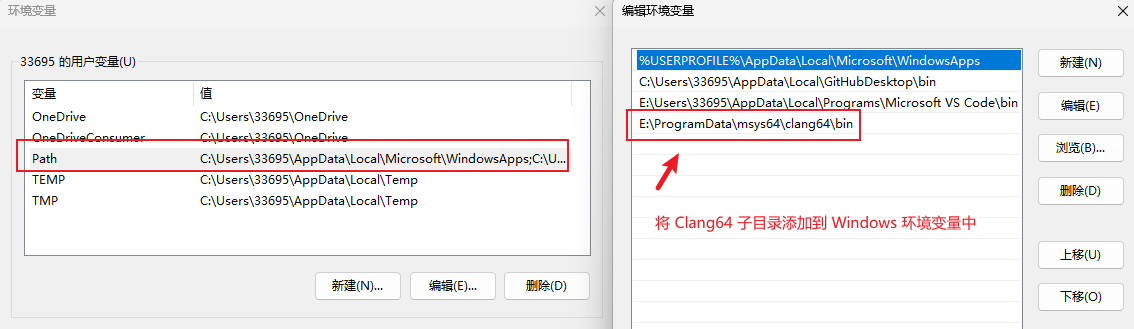 环境变量
33695 的用户变量(U)
变量 值
OneDrive C:\Users\33695\OneDrive
OneDriveConsumer C:\Users\33695\OneDrive
Path C:\Users\33695\AppData\Local\Microsoft\WindowsApps;C:\U...
TEMP C:\Users\33695\AppData\Local\Temp
TMP C:\Users\33695\AppData\Local\Temp
新建(N)... 编辑(E)... 删除(D)
编辑环境变量
%USERPROFILE%\AppData\Local\Microsoft\WindowsApps
C:\Users\33695\AppData\Local\GitHubDesktop\bin
E:\Users\33695\AppData\Local\Programs\Microsoft VS Code\bin
E:\ProgramData\msys64\clang64\bin
将 Clang64 子目录添加到 Windows 环境变量中
新建(N)
编辑(E)
浏览(B)...
删除(D)
上移(U)
下移(O)